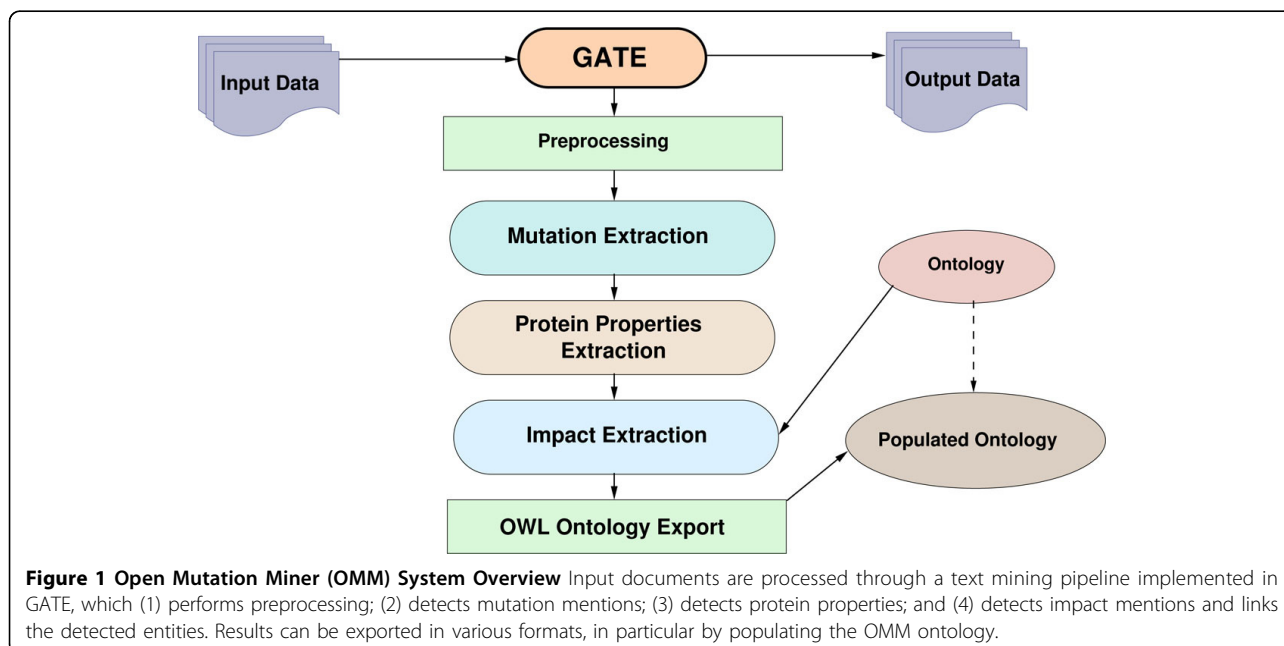 Input Data
GATE
Output Data
Preprocessing
Mutation Extraction
Ontology
Protein Properties
Extraction
Impact Extraction
Populated Ontology
OWL Ontology Export
Figure 1 Open Mutation Miner (OMM) System Overview Input documents are processed through a text mining pipeline implemented in
GATE, which (1) performs preprocessing; (2) detects mutation mentions; (3) detects protein properties; and (4) detects impact mentions and links
the detected entities. Results can be exported in various formats, in particular by populating the OMM ontology.